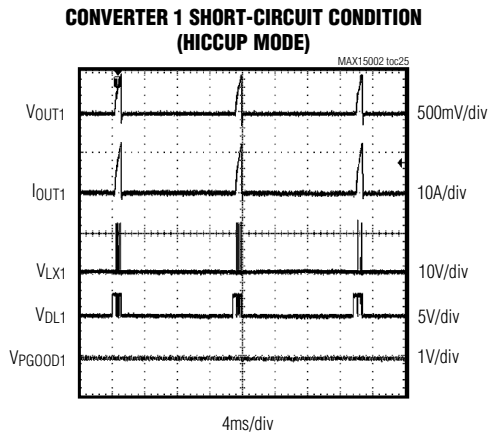 CONVERTER 1 SHORT-CIRCUIT CONDITION
(HICCUP MODE)
MAX15002 toc25
VOUT1
500mV/div
IOUT1
10A/div
VLX1
10V/div
VDL1
5V/div
VPGOOD1
1V/div
4ms/div